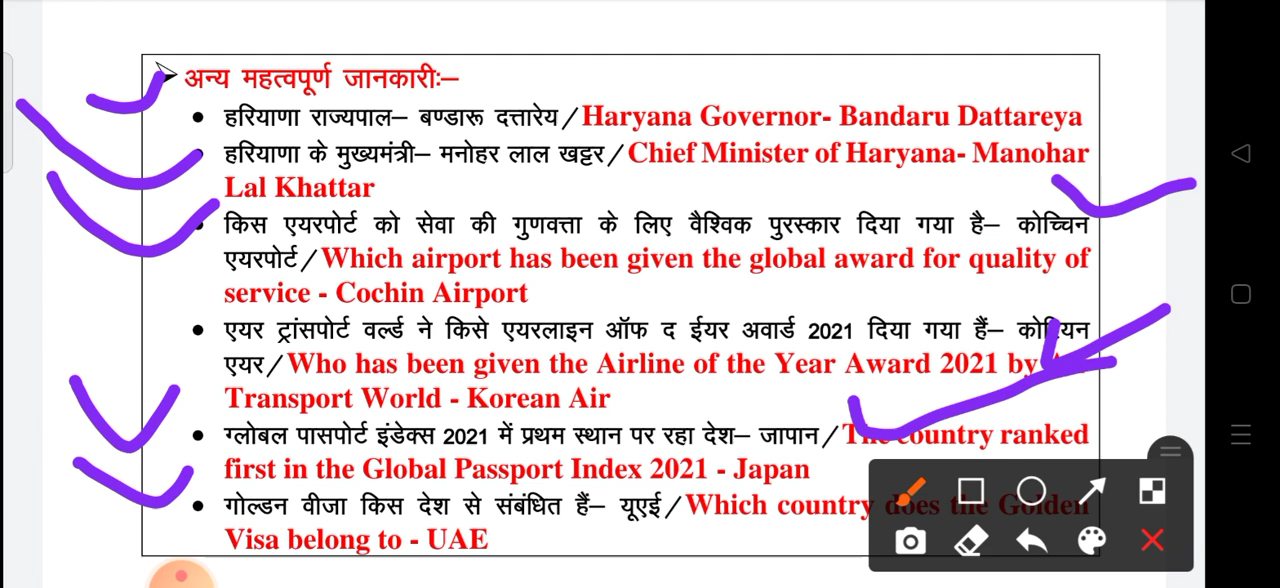 अन्य महत्वपूर्ण जानकारीः–
हरियाणा राज्यपाल– बण्डारू दत्तारेय/Haryana Governor- Bandaru Dattareya
हरियाणा के मुख्यमंत्री– मनोहर लाल खट्टर/Chief Minister of Haryana- Manohar
Lal Khattar
किस एयरपोर्ट को सेवा की गुणवत्ता के लिए वैश्विक पुरस्कार दिया गया है– कोच्चिन
एयरपोर्ट/Which airport has been given the global award for quality of
service - Cochin Airport
एयर ट्रांसपोर्ट वर्ल्ड ने किसे एयरलाइन ऑफ द ईयर अवार्ड 2021 दिया गया हैं– कोरियन
एयर/Who has been given the Airline of the Year Award 2021 by
Transport World - Korean Air
ग्लोबल पासपोर्ट इंडेक्स 2021 में प्रथम स्थान पर रहा देश– जापान/The country ranked
first in the Global Passport Index 2021 - Japan
गोल्डन वीजा किस देश से संबंधित हैं– यूएई/Which country does the Golden
Visa belong to - UAE